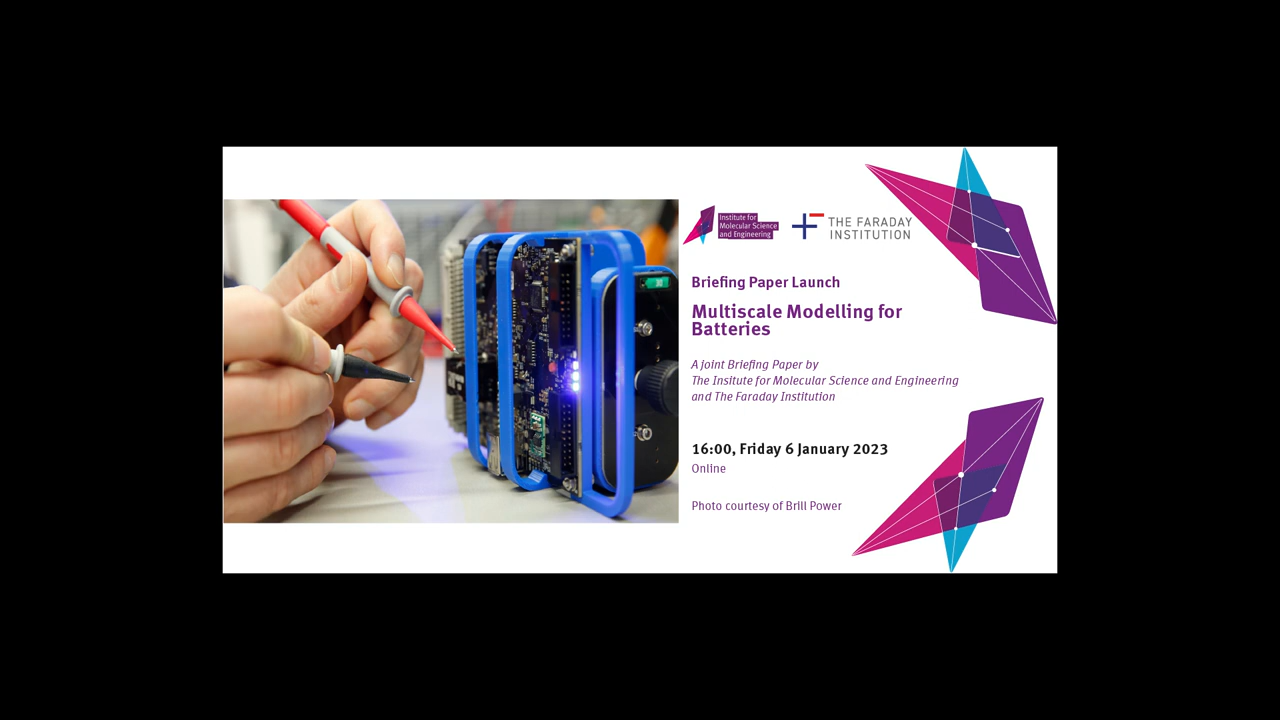 Institute for
Molecular Science
and Engineering
THE FARADAY
INSTITUTION
Briefing Paper Launch
Multiscale Modelling for
Batteries
A joint Briefing Paper by
The Insitute for Molecular Science and Engineering
and The Faraday Institution
16:00, Friday 6 January 2023
Online
Photo courtesy of Brill Power